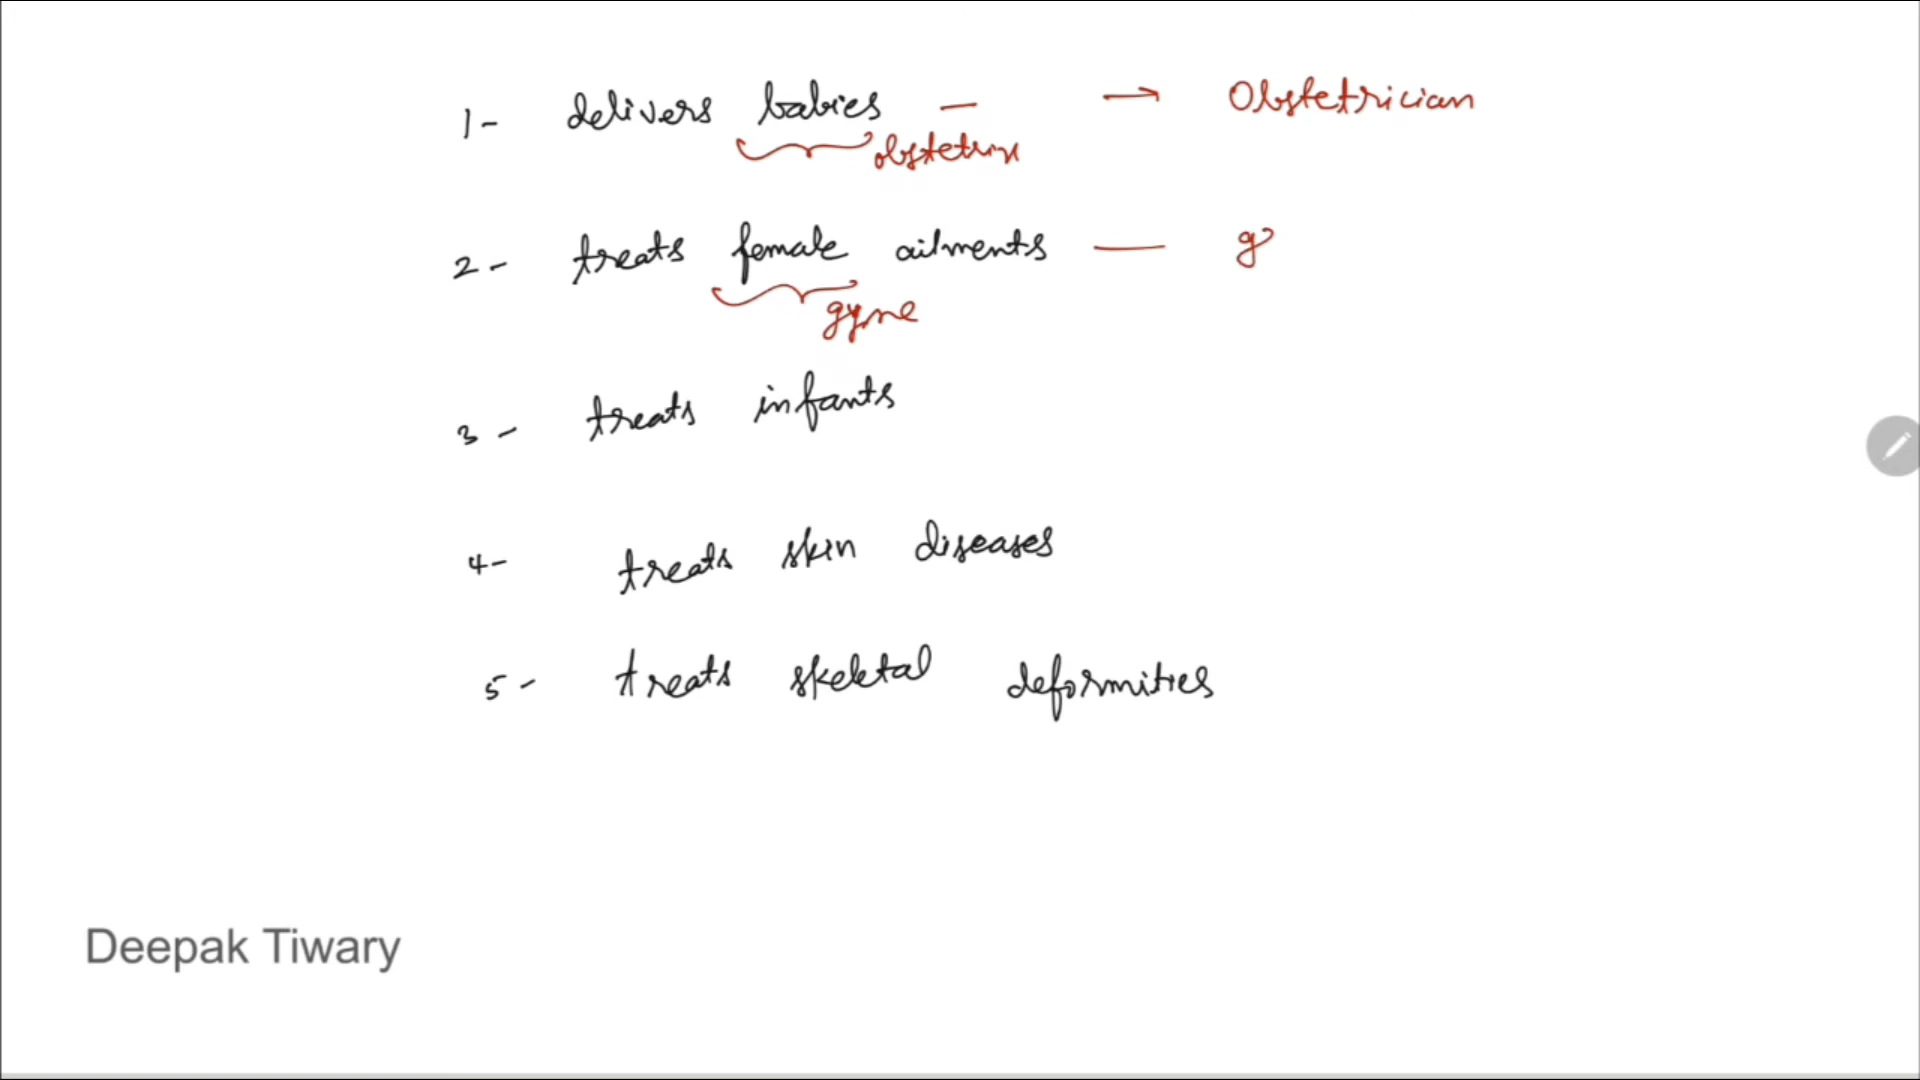 1- delivers babies — → Obstetrician
obstetrix
2- treats female ailments — g
gyne
3- treats infants
4- treats skin diseases
5- treats skeletal deformities
Deepak Tiwary